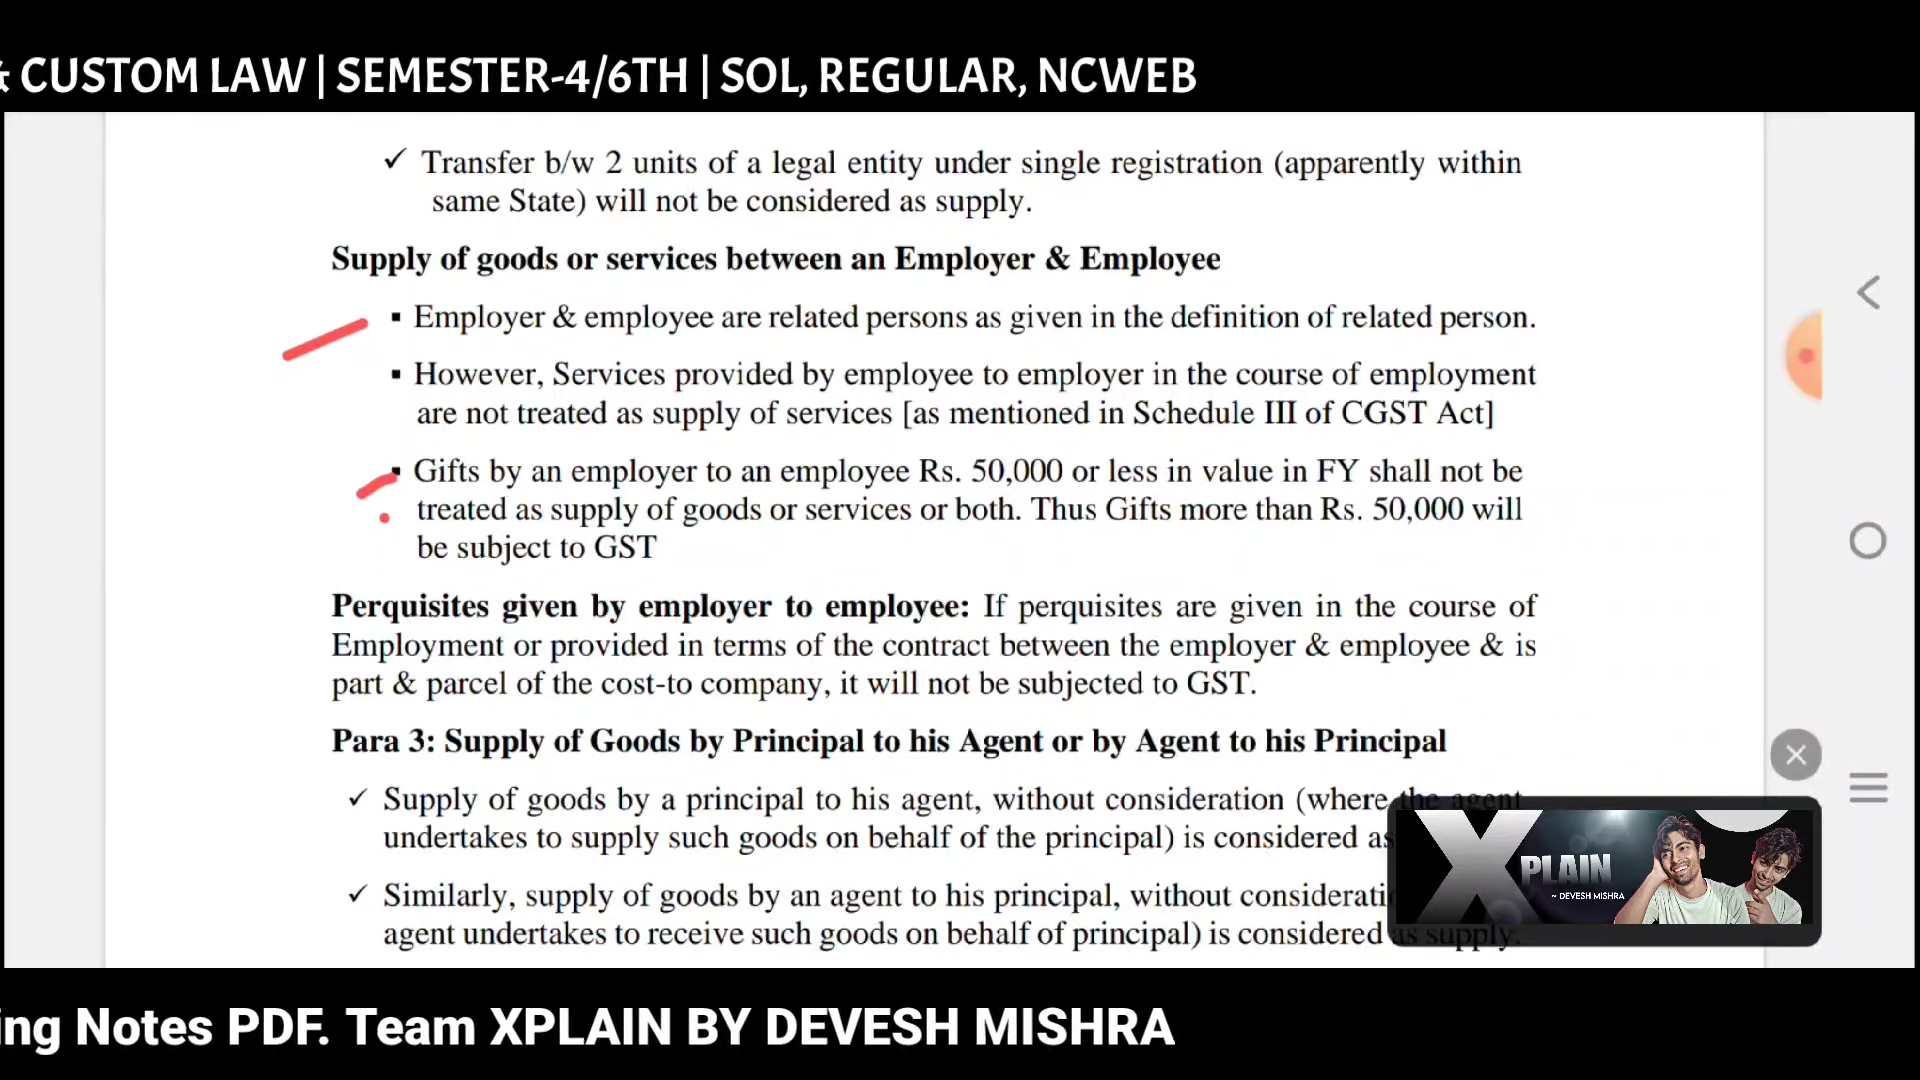 & CUSTOM LAW | SEMESTER-4/6TH | SOL, REGULAR, NCWEB
✓ Transfer b/w 2 units of a legal entity under single registration (apparently within
same State) will not be considered as supply.
Supply of goods or services between an Employer & Employee
▪ Employer & employee are related persons as given in the definition of related person.
▪ However, Services provided by employee to employer in the course of employment
are not treated as supply of services [as mentioned in Schedule III of CGST Act]
▪ Gifts by an employer to an employee Rs. 50,000 or less in value in FY shall not be
treated as supply of goods or services or both. Thus Gifts more than Rs. 50,000 will
be subject to GST
Perquisites given by employer to employee: If perquisites are given in the course of
Employment or provided in terms of the contract between the employer & employee & is
part & parcel of the cost-to company, it will not be subjected to GST.
Para 3: Supply of Goods by Principal to his Agent or by Agent to his Principal
✓ Supply of goods by a principal to his agent, without consideration (where the agent
undertakes to supply such goods on behalf of the principal) is considered as
✓ Similarly, supply of goods by an agent to his principal, without considerati
agent undertakes to receive such goods on behalf of principal) is considered as supply.
XPLAIN
~ DEVESH MISHRA
ing Notes PDF. Team XPLAIN BY DEVESH MISHRA